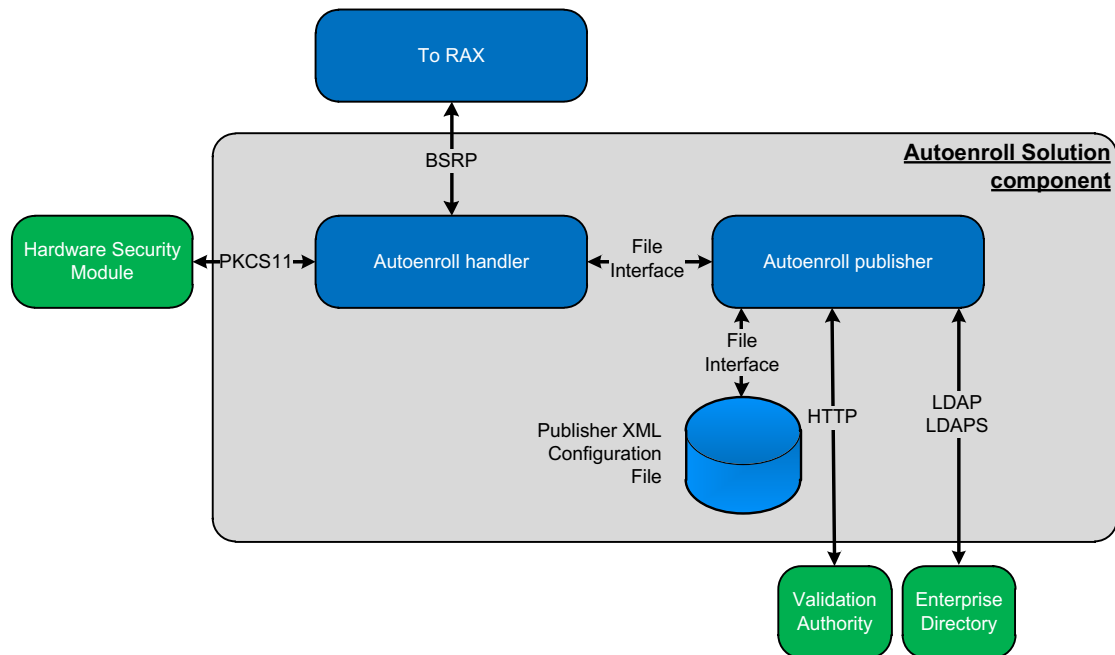 To RAX
BSRP
Autoenroll Solution
component
Hardware Security
Module
PKCS11
Autoenroll handler
File
Interface
Autoenroll publisher
File
Interface
Publisher XML
Configuration
File
HTTP
LDAP
LDAPS
Validation
Authority
Enterprise
Directory